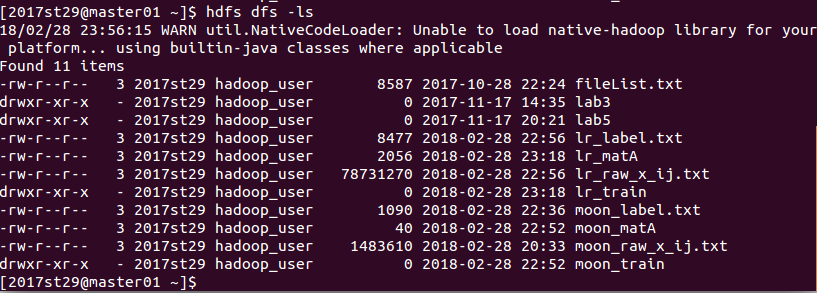 [2017st29@master01 ~]$ hdfs dfs -ls
18/02/28 23:56:15 WARN util.NativeCodeLoader: Unable to load native-hadoop library for your
 platform... using builtin-java classes where applicable
Found 11 items
-rw-r--r--   3 2017st29 hadoop_user       8587 2017-10-28 22:24 fileList.txt
drwxr-xr-x   - 2017st29 hadoop_user          0 2017-11-17 14:35 lab3
drwxr-xr-x   - 2017st29 hadoop_user          0 2017-11-17 20:21 lab5
-rw-r--r--   3 2017st29 hadoop_user       8477 2018-02-28 22:56 lr_label.txt
-rw-r--r--   3 2017st29 hadoop_user       2056 2018-02-28 23:18 lr_matA
-rw-r--r--   3 2017st29 hadoop_user   78731270 2018-02-28 22:56 lr_raw_x_ij.txt
drwxr-xr-x   - 2017st29 hadoop_user          0 2018-02-28 23:18 lr_train
-rw-r--r--   3 2017st29 hadoop_user       1090 2018-02-28 22:36 moon_label.txt
-rw-r--r--   3 2017st29 hadoop_user         40 2018-02-28 22:52 moon_matA
-rw-r--r--   3 2017st29 hadoop_user    1483610 2018-02-28 20:33 moon_raw_x_ij.txt
drwxr-xr-x   - 2017st29 hadoop_user          0 2018-02-28 22:52 moon_train
[2017st29@master01 ~]$